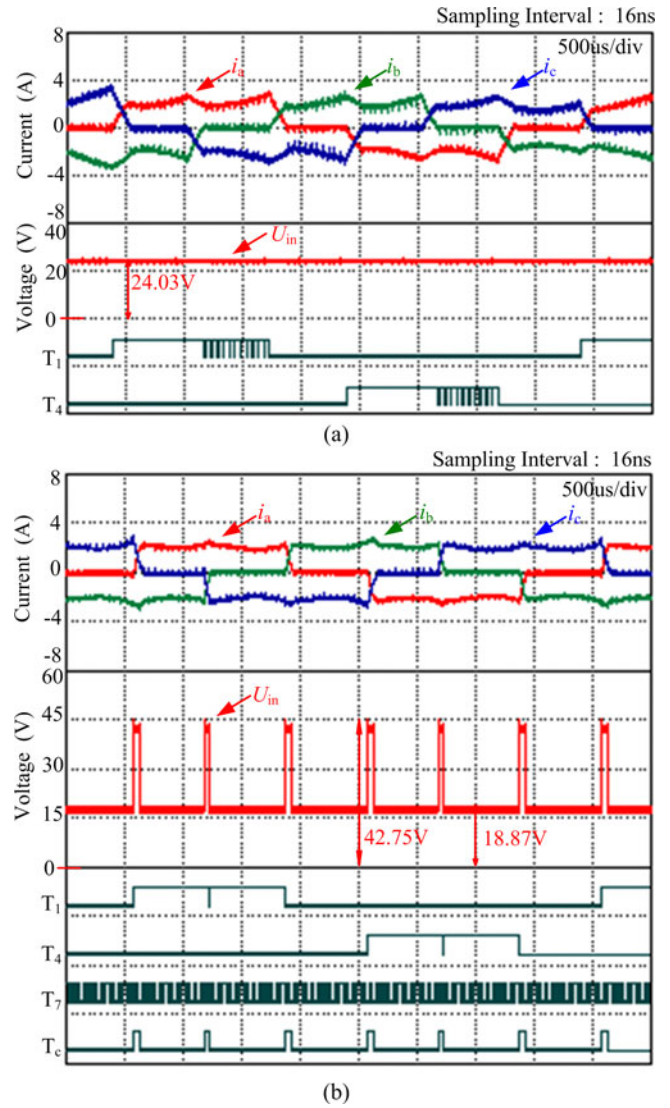 Sampling Interval : 16ns
500us/div
8
4
0
-4
-8
Current (A)
ia
ib
ic
40
20
0
Voltage (V)
Uin
24.03V
T1
T4
(a)
Sampling Interval : 16ns
500us/div
8
4
0
-4
-8
Current (A)
ia
ib
ic
60
45
30
15
0
Voltage (V)
Uin
42.75V
18.87V
T1
T4
T7
Tc
(b)